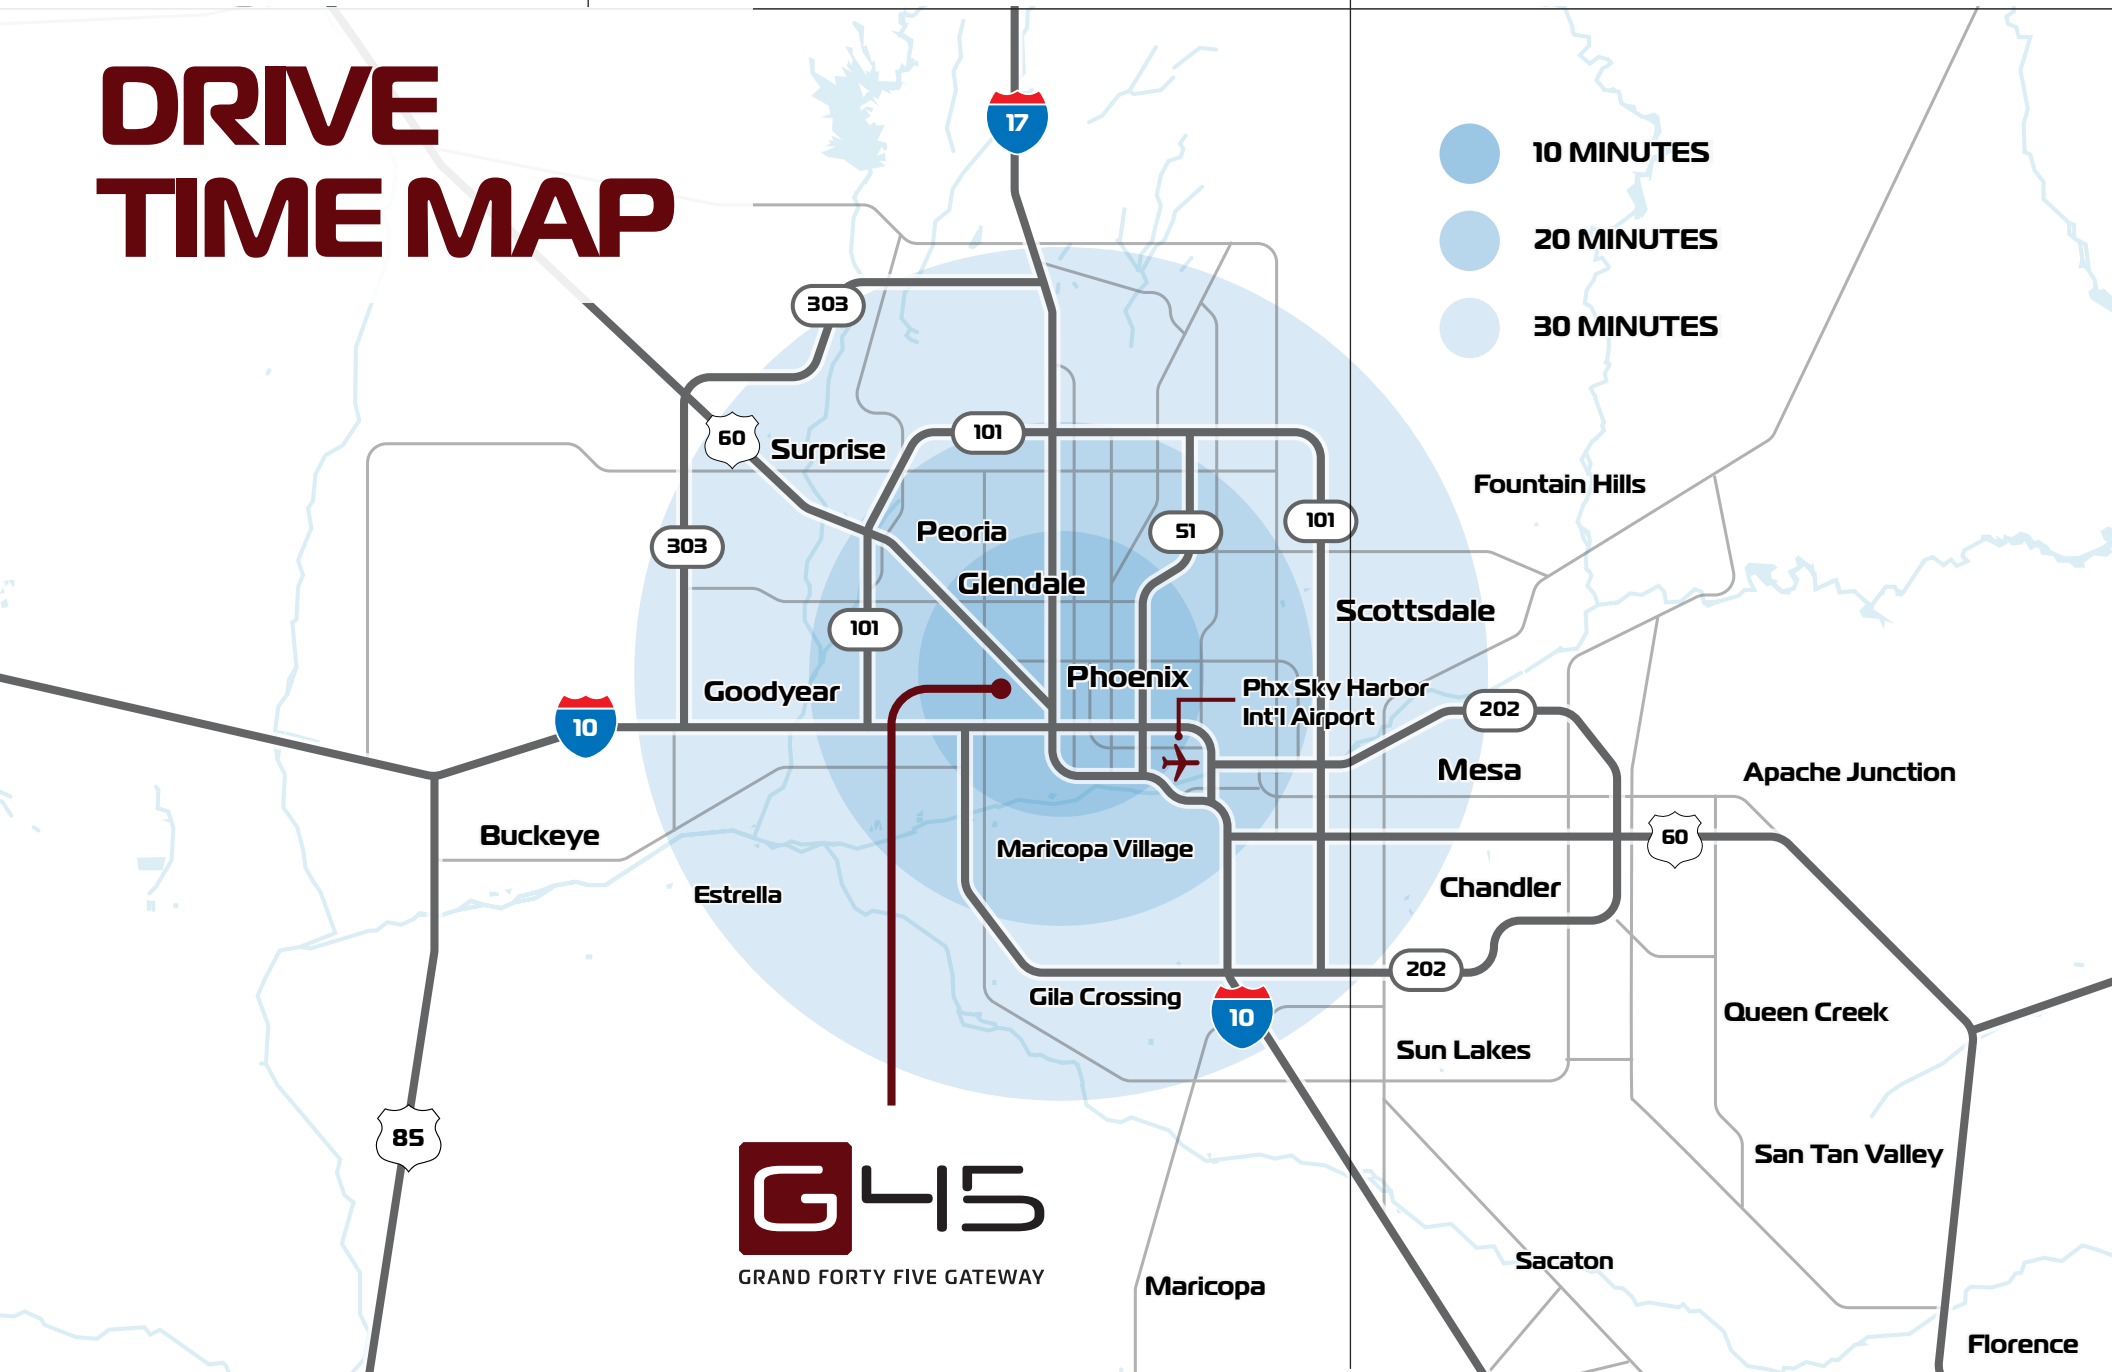 DRIVE
TIME MAP
17
10 MINUTES
20 MINUTES
30 MINUTES
303
60
Surprise
101
Fountain Hills
101
51
Peoria
303
Glendale
Scottsdale
101
Phoenix
Goodyear
Phx Sky Harbor
Int'l Airport
202
10
Mesa
Apache Junction
Buckeye
60
Maricopa Village
Chandler
Estrella
202
Gila Crossing
10
Queen Creek
Sun Lakes
85
San Tan Valley
G45
GRAND FORTY FIVE GATEWAY
Sacaton
Maricopa
Florence